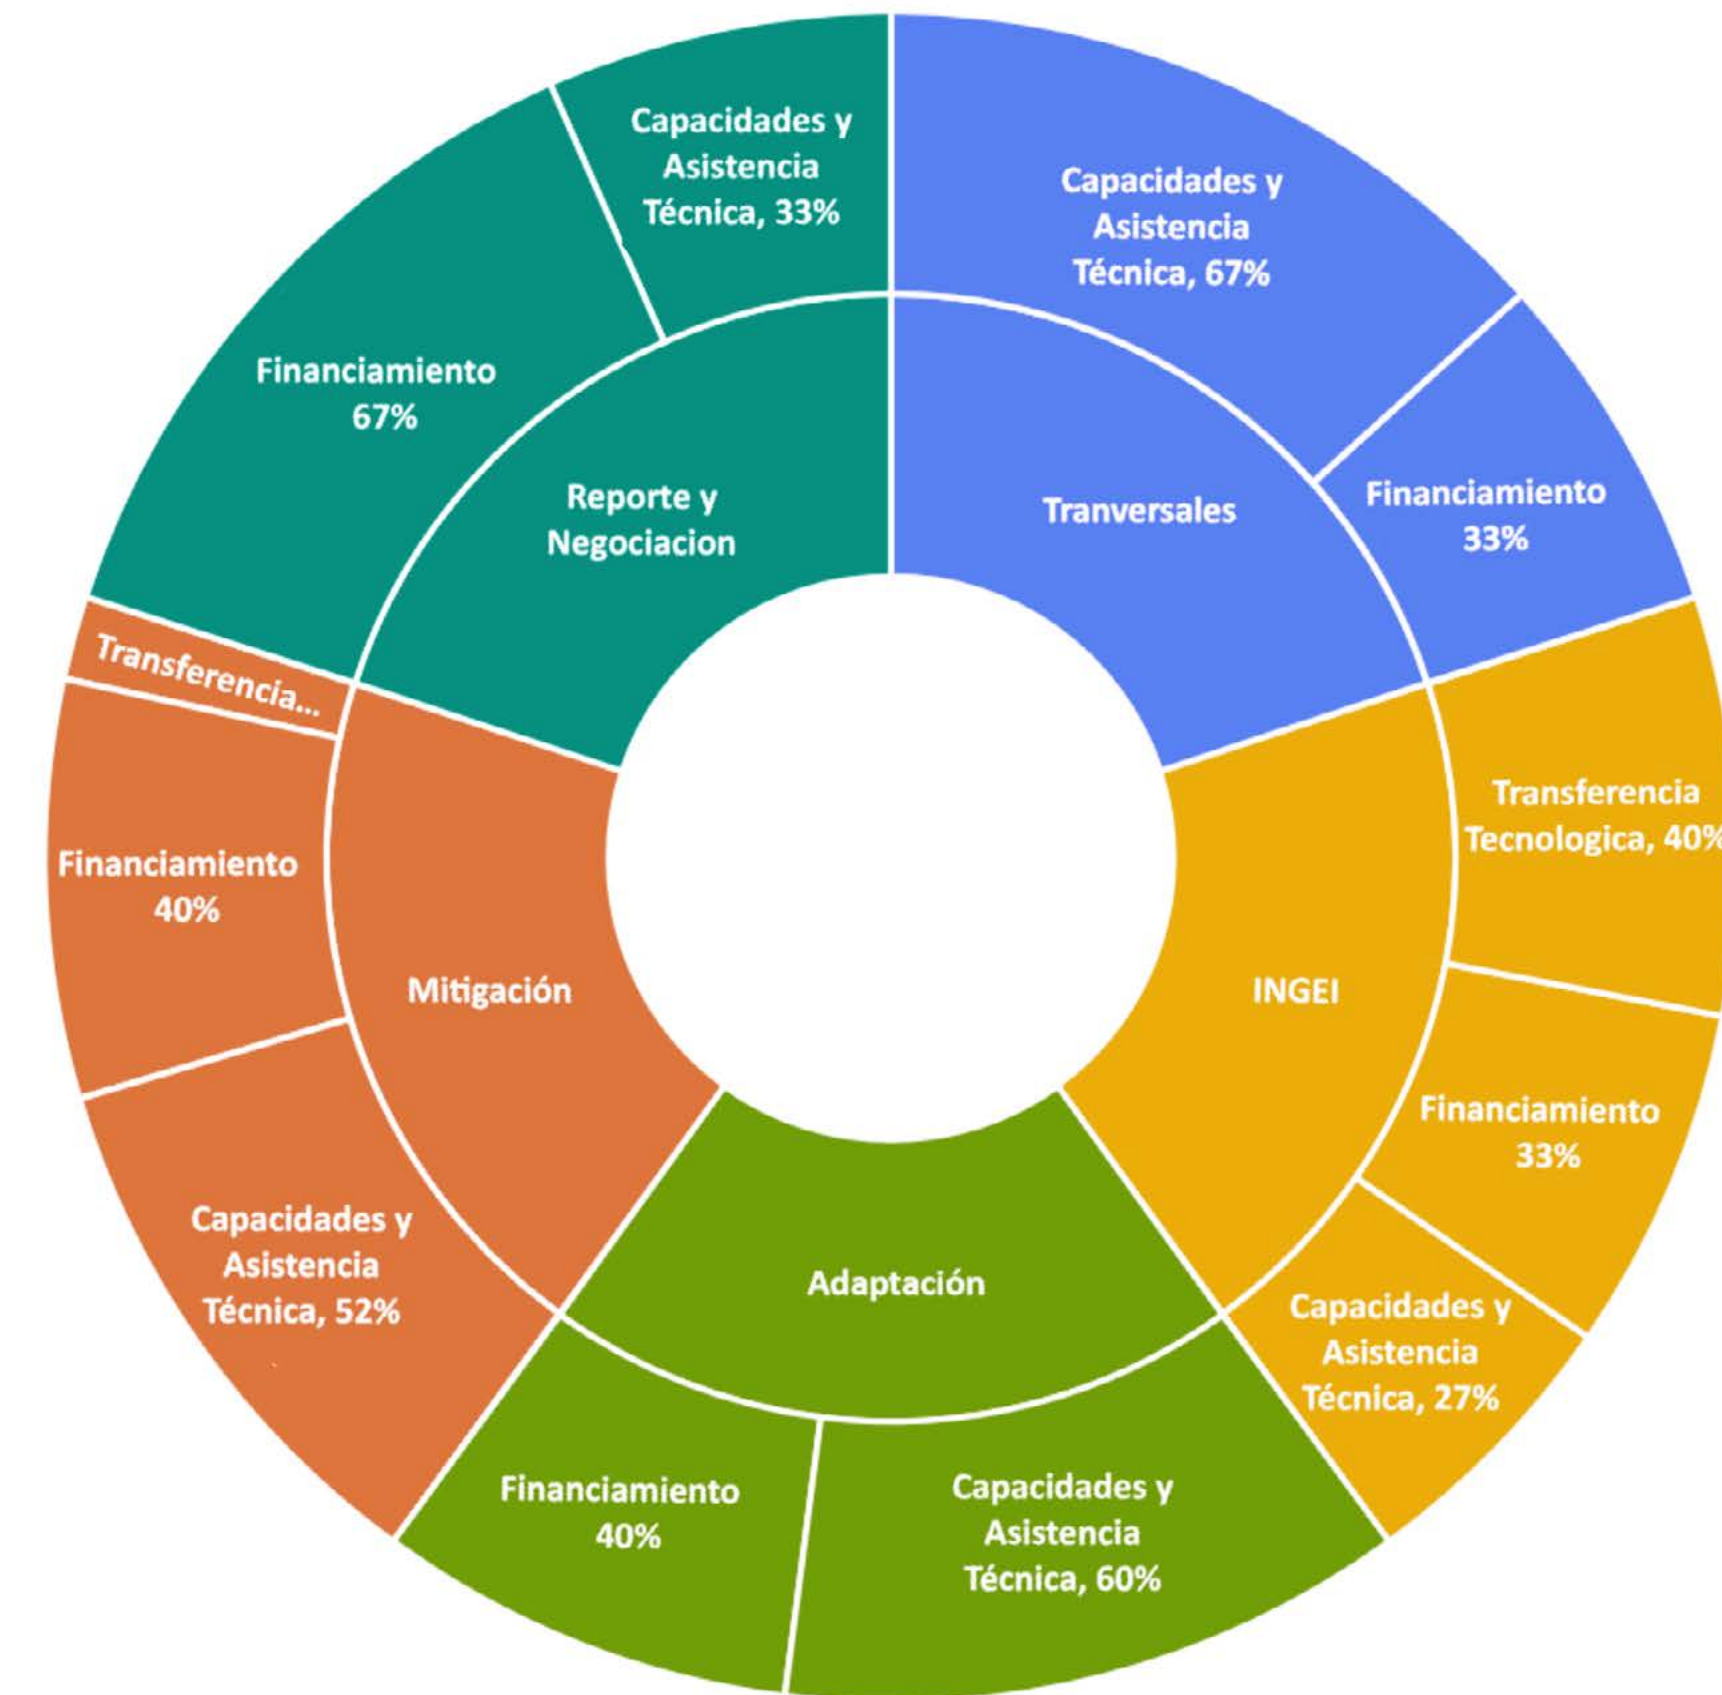 Capacidades y
Asistencia
Técnica, 33%
Capacidades y
Asistencia
Técnica, 67%
Financiamiento
67%
Reporte y
Negociacion
Tranversales
Financiamiento
33%
Transferencia...
Transferencia
Tecnologica, 40%
Financiamiento
40%
Mitigación
INGEI
Financiamiento
33%
Capacidades y
Asistencia
Técnica, 52%
Adaptación
Capacidades y
Asistencia
Técnica, 27%
Financiamiento
40%
Capacidades y
Asistencia
Técnica, 60%